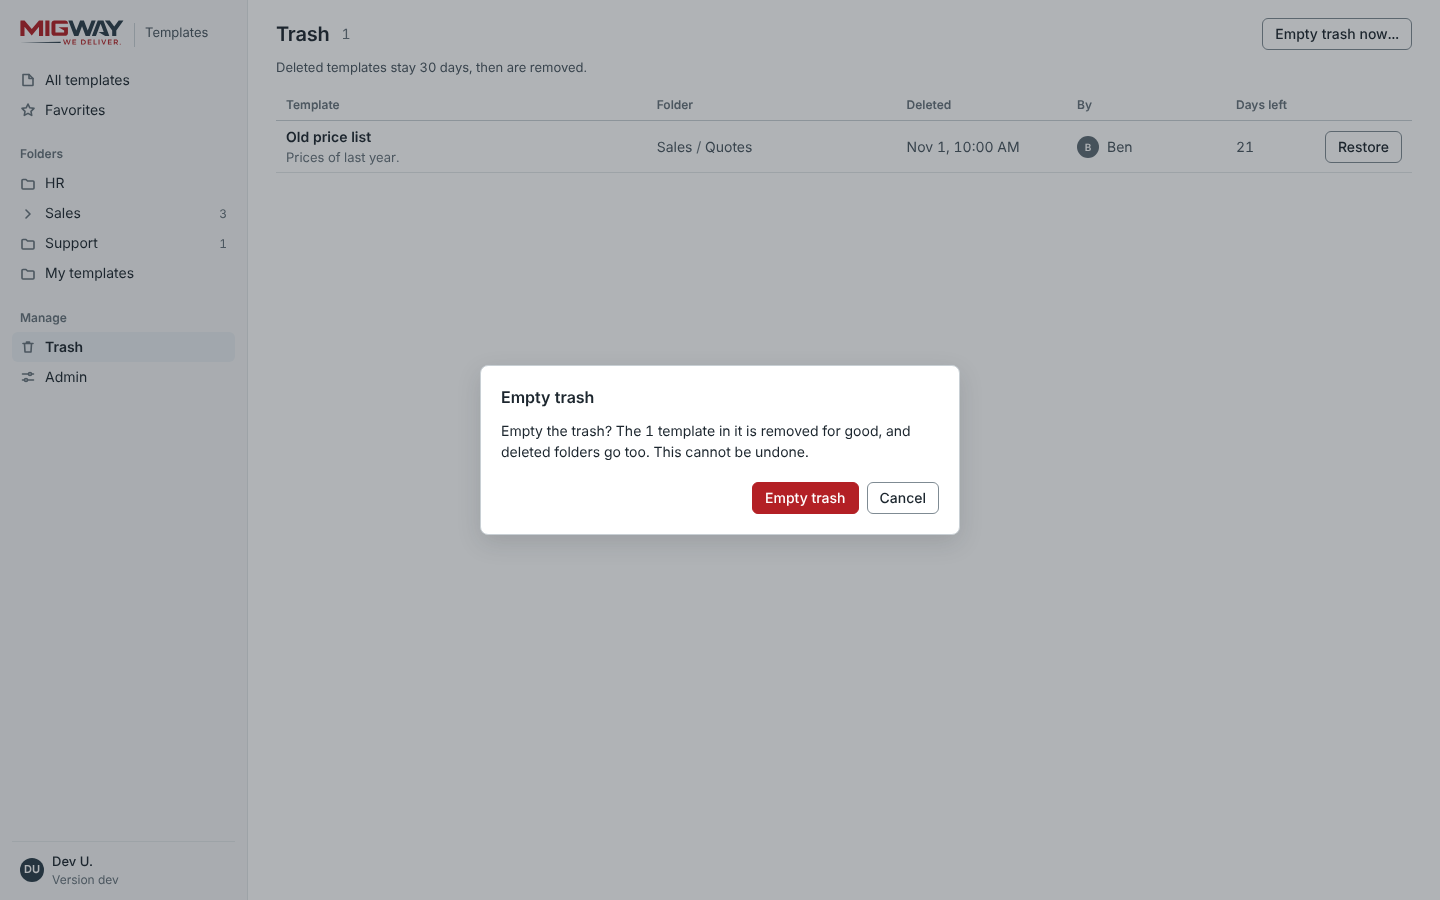 MIGWAY
WE DELIVER.
Templates
All templates
Favorites
Folders
HR
Sales 3
Support 1
My templates
Manage
Trash
Admin
DU
Dev U.
Version dev
Trash 1
Empty trash now...
Deleted templates stay 30 days, then are removed.
Template Folder Deleted By Days left
Old price list
Prices of last year.
Sales / Quotes
Nov 1, 10:00 AM
B Ben
21
Restore
Empty trash
Empty the trash? The 1 template in it is removed for good, and
deleted folders go too. This cannot be undone.
Empty trash
Cancel